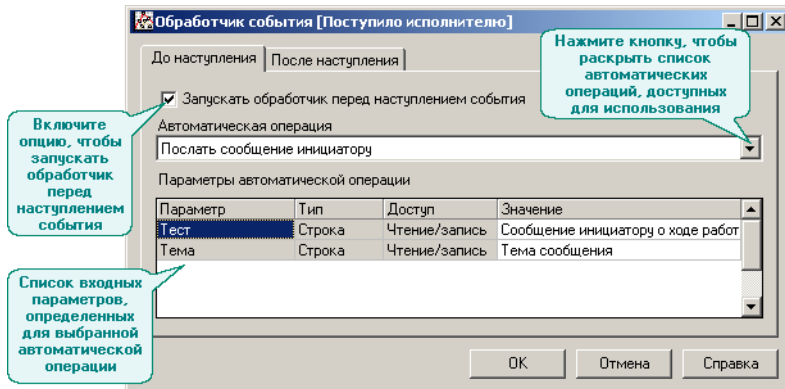 Обработчик события [Поступило исполнителю]
До наступления
После наступления
Нажмите кнопку, чтобы
раскрыть список
автоматических
операций, доступных
для использования
Запускать обработчик перед наступлением события
Включите
опцию, чтобы
запускать
обработчик
перед
наступлением
события
Автоматическая операция
Послать сообщение инициатору
Параметры автоматической операции
Параметр Тип Доступ Значение
Тест Строка Чтение/запись Сообщение инициатору о ходе работ
Тема Строка Чтение/запись Тема сообщения
Список входных
параметров,
определенных
для выбранной
автоматической
операции
OK Отмена Справка